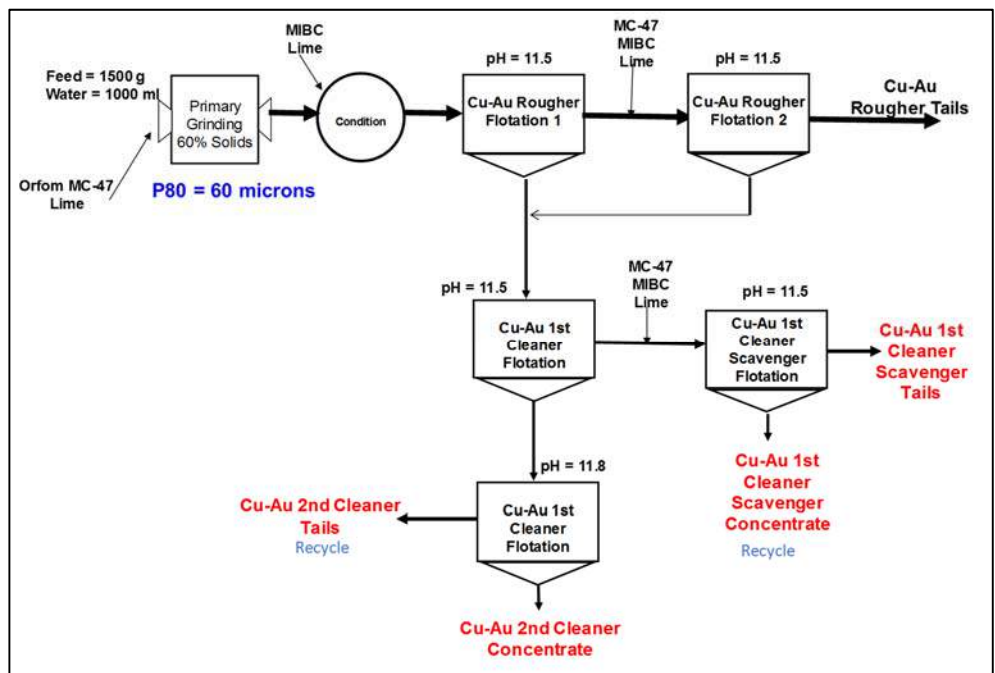 MIBC
Lime
Feed = 1500 g
Water = 1000 ml
Primary
Grinding
60% Solids
Orfom MC-47
Lime
P80 = 60 microns
Condition
pH = 11.5
Cu-Au Rougher
Flotation 1
MC-47
MIBC
Lime
pH = 11.5
Cu-Au Rougher
Flotation 2
Cu-Au
Rougher Tails
pH = 11.5
Cu-Au 1st
Cleaner
Flotation
MC-47
MIBC
Lime
pH = 11.5
Cu-Au 1st
Cleaner
Scavenger
Flotation
Cu-Au 1st
Cleaner
Scavenger
Tails
Cu-Au 1st
Cleaner
Scavenger
Concentrate
Recycle
pH = 11.8
Cu-Au 1st
Cleaner
Flotation
Cu-Au 2nd Cleaner
Tails
Recycle
Cu-Au 2nd Cleaner
Concentrate